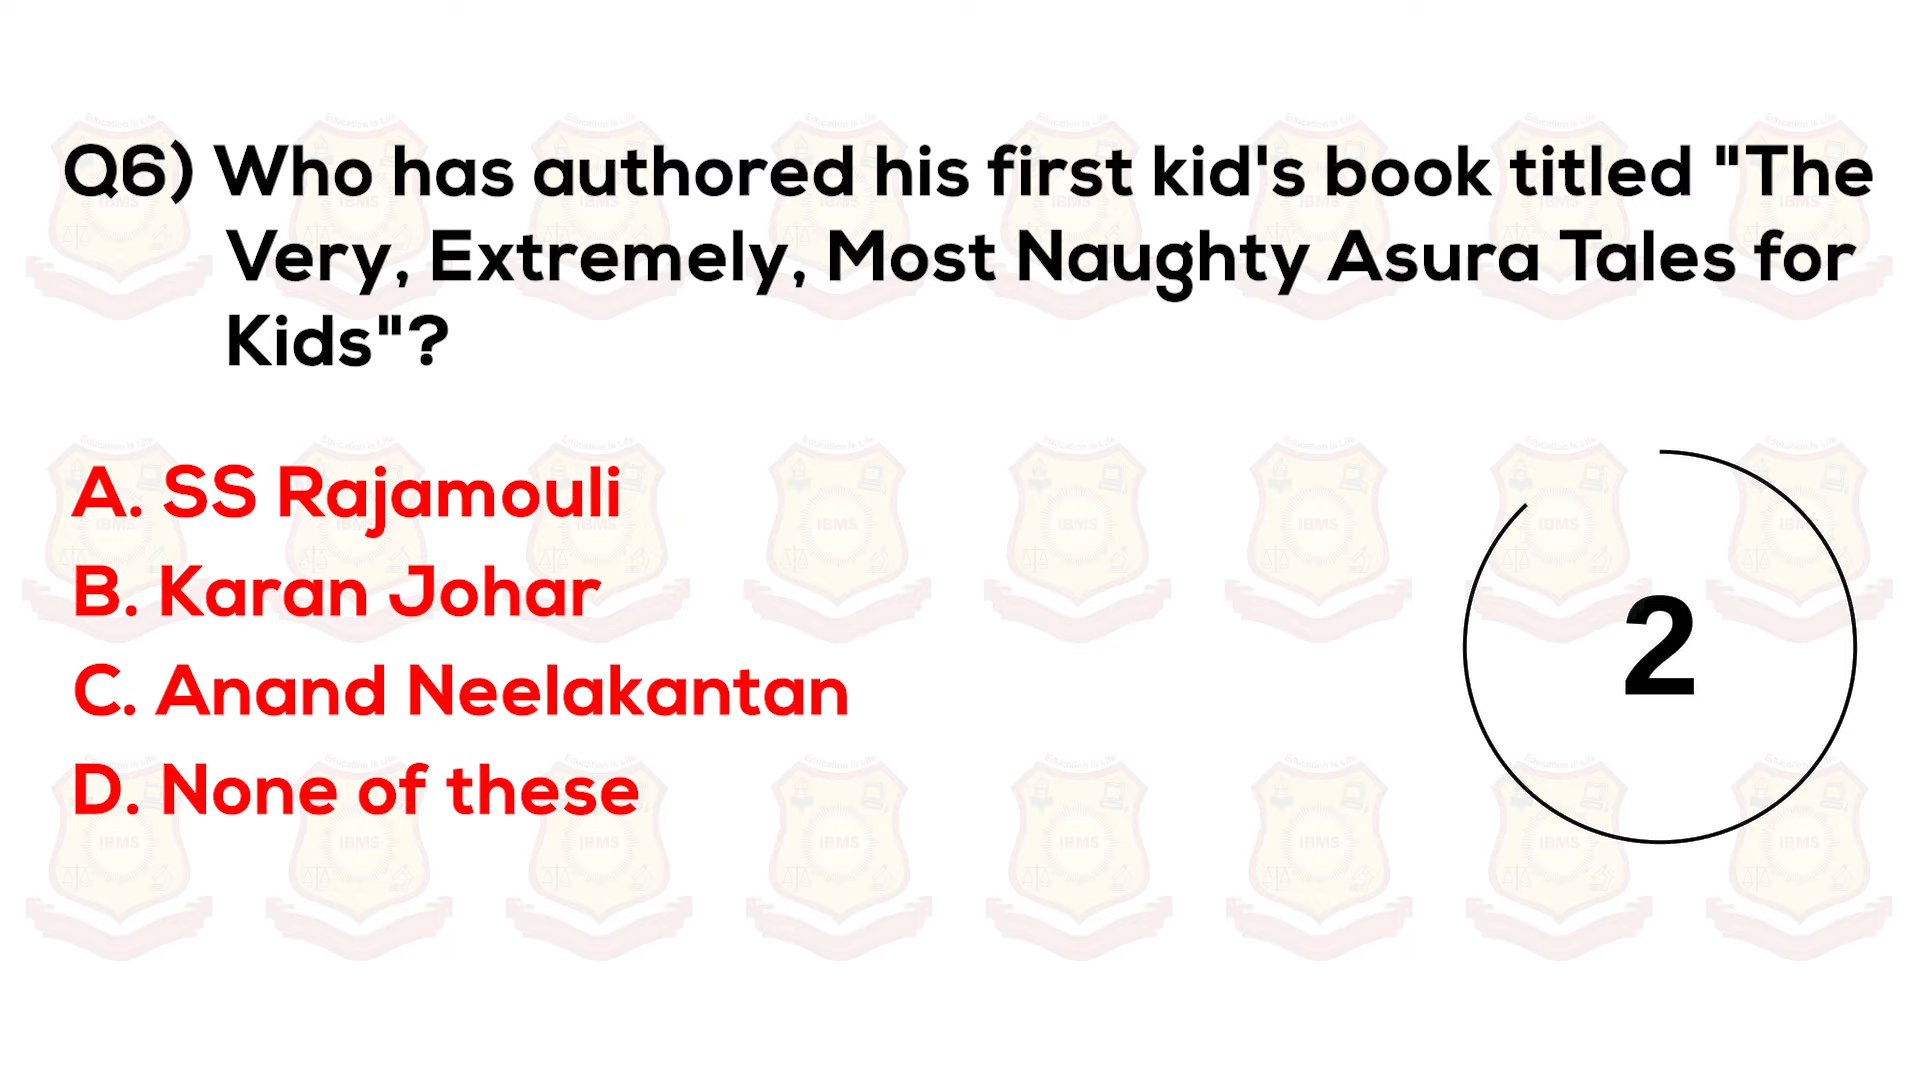 Q6) Who has authored his first kid's book titled "The
Very, Extremely, Most Naughty Asura Tales for
Kids"?
A. SS Rajamouli
B. Karan Johar
C. Anand Neelakantan
D. None of these
2